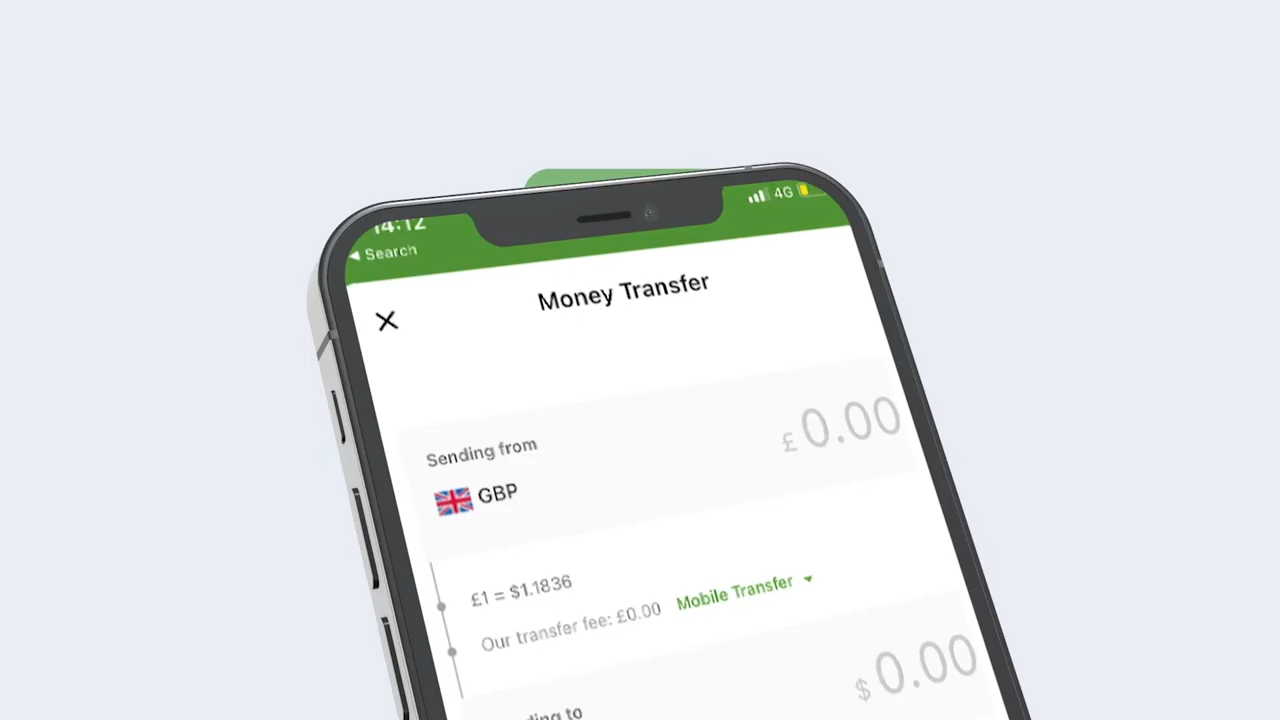 14:12
4G
◀ Search
Money Transfer
Sending from
£0.00
GBP
£1 = $1.1836
Our transfer fee: £0.00 Mobile Transfer
$0.00
to